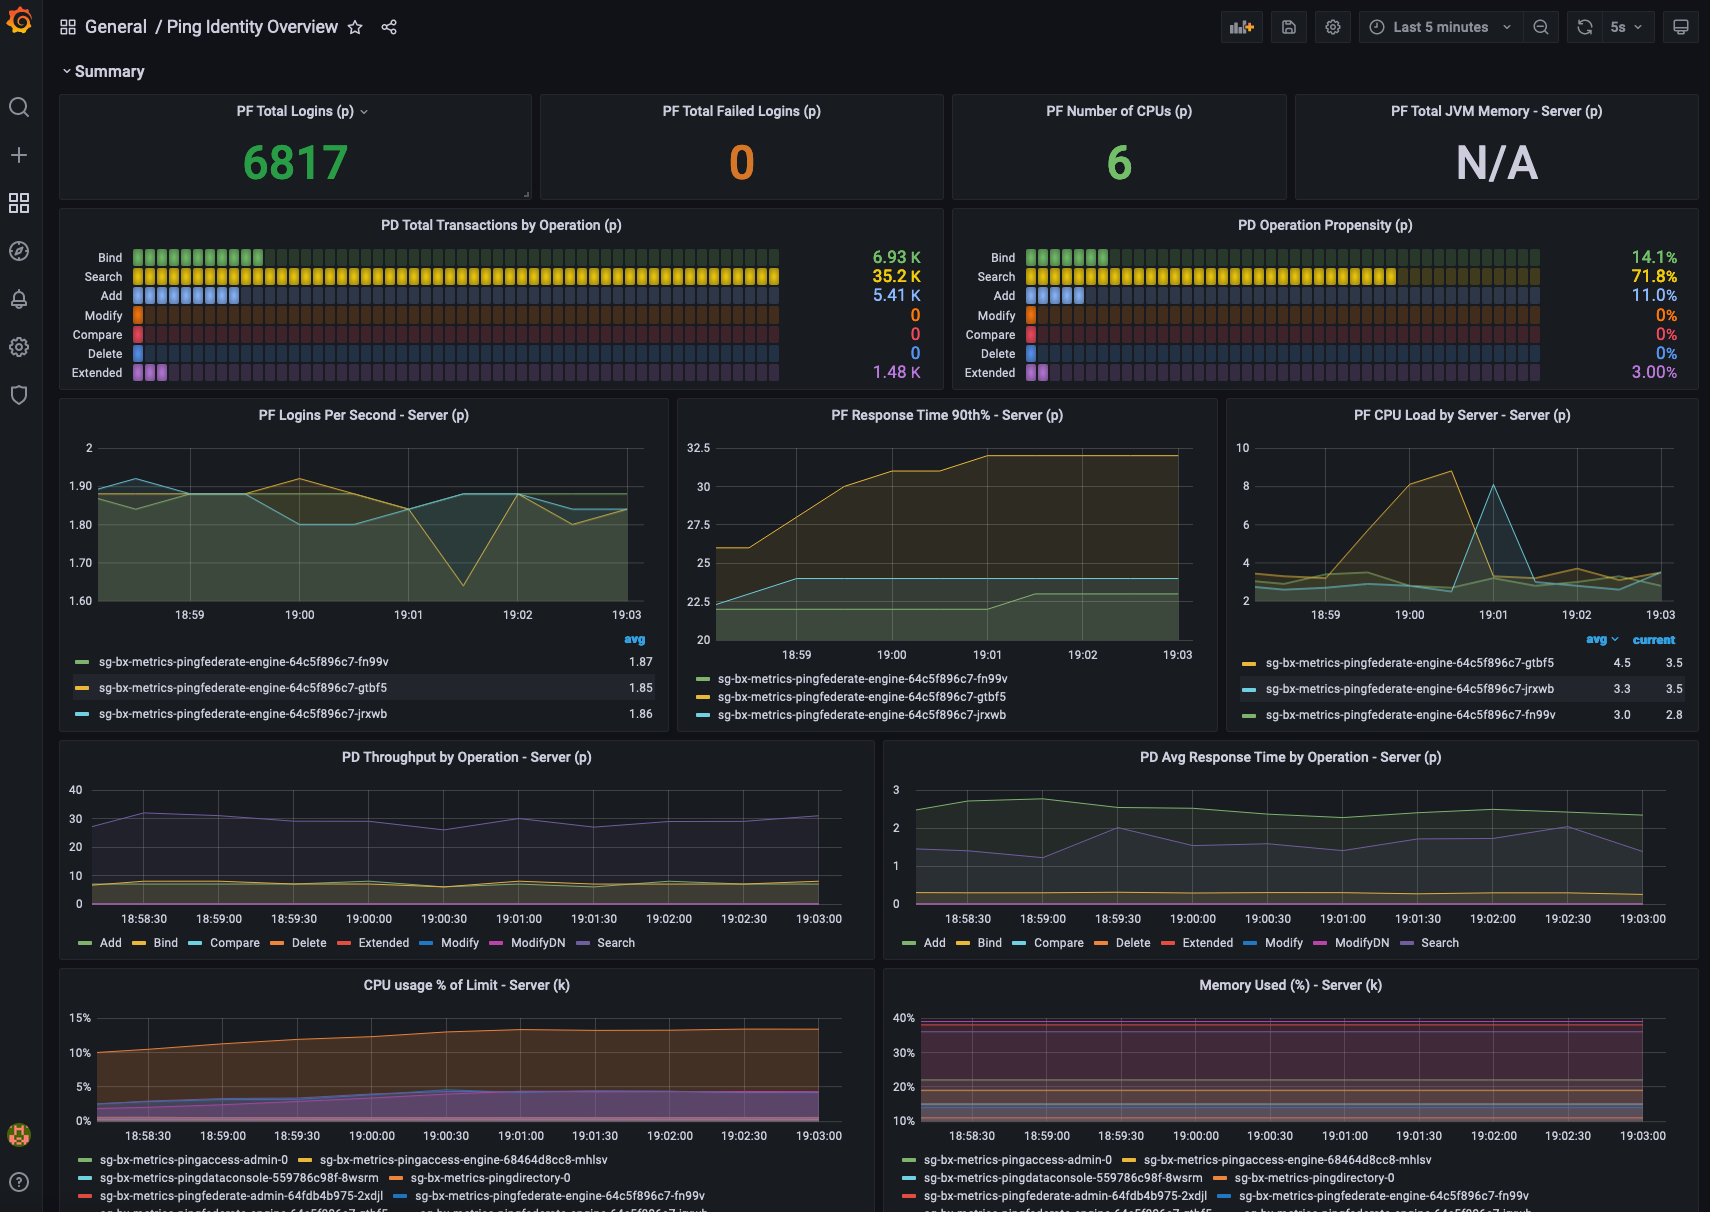 General / Ping Identity Overview
Last 5 minutes
5s
Summary
PF Total Logins (p)
6817
PF Total Failed Logins (p)
0
PF Number of CPUs (p)
6
PF Total JVM Memory - Server (p)
N/A
PD Total Transactions by Operation (p)
Bind 6.93 K
Search 35.2 K
Add 5.41 K
Modify 0
Compare 0
Delete 0
Extended 1.48 K
PD Operation Propensity (p)
Bind 14.1%
Search 71.8%
Add 11.0%
Modify 0%
Compare 0%
Delete 0%
Extended 3.00%
PF Logins Per Second - Server (p)
2
1.90
1.80
1.70
1.60
18:59 19:00 19:01 19:02 19:03
avg
sg-bx-metrics-pingfederate-engine-64c5f896c7-fn99v 1.87
sg-bx-metrics-pingfederate-engine-64c5f896c7-gtbf5 1.85
sg-bx-metrics-pingfederate-engine-64c5f896c7-jrxwb 1.86
PF Response Time 90th% - Server (p)
32.5
30
27.5
25
22.5
20
18:59 19:00 19:01 19:02 19:03
sg-bx-metrics-pingfederate-engine-64c5f896c7-fn99v
sg-bx-metrics-pingfederate-engine-64c5f896c7-gtbf5
sg-bx-metrics-pingfederate-engine-64c5f896c7-jrxwb
PF CPU Load by Server - Server (p)
10
8
6
4
2
18:59 19:00 19:01 19:02 19:03
avg current
sg-bx-metrics-pingfederate-engine-64c5f896c7-gtbf5 4.5 3.5
sg-bx-metrics-pingfederate-engine-64c5f896c7-jrxwb 3.3 3.5
sg-bx-metrics-pingfederate-engine-64c5f896c7-fn99v 3.0 2.8
PD Throughput by Operation - Server (p)
40
30
20
10
0
18:58:30 18:59:00 18:59:30 19:00:00 19:00:30 19:01:00 19:01:30 19:02:00 19:02:30 19:03:00
Add Bind Compare Delete Extended Modify ModifyDN Search
PD Avg Response Time by Operation - Server (p)
3
2
1
0
18:58:30 18:59:00 18:59:30 19:00:00 19:00:30 19:01:00 19:01:30 19:02:00 19:02:30 19:03:00
Add Bind Compare Delete Extended Modify ModifyDN Search
CPU usage % of Limit - Server (k)
15%
10%
5%
0%
18:58:30 18:59:00 18:59:30 19:00:00 19:00:30 19:01:00 19:01:30 19:02:00 19:02:30 19:03:00
sg-bx-metrics-pingaccess-admin-0 sg-bx-metrics-pingaccess-engine-68464d8cc8-mhlsv
sg-bx-metrics-pingdataconsole-559786c98f-8wsrm sg-bx-metrics-pingdirectory-0
sg-bx-metrics-pingfederate-admin-64fdb4b975-2xdjl sg-bx-metrics-pingfederate-engine-64c5f896c7-fn99v
Memory Used (%) - Server (k)
40%
30%
20%
10%
18:58:30 18:59:00 18:59:30 19:00:00 19:00:30 19:01:00 19:01:30 19:02:00 19:02:30 19:03:00
sg-bx-metrics-pingaccess-admin-0 sg-bx-metrics-pingaccess-engine-68464d8cc8-mhlsv
sg-bx-metrics-pingdataconsole-559786c98f-8wsrm sg-bx-metrics-pingdirectory-0
sg-bx-metrics-pingfederate-admin-64fdb4b975-2xdjl sg-bx-metrics-pingfederate-engine-64c5f896c7-fn99v